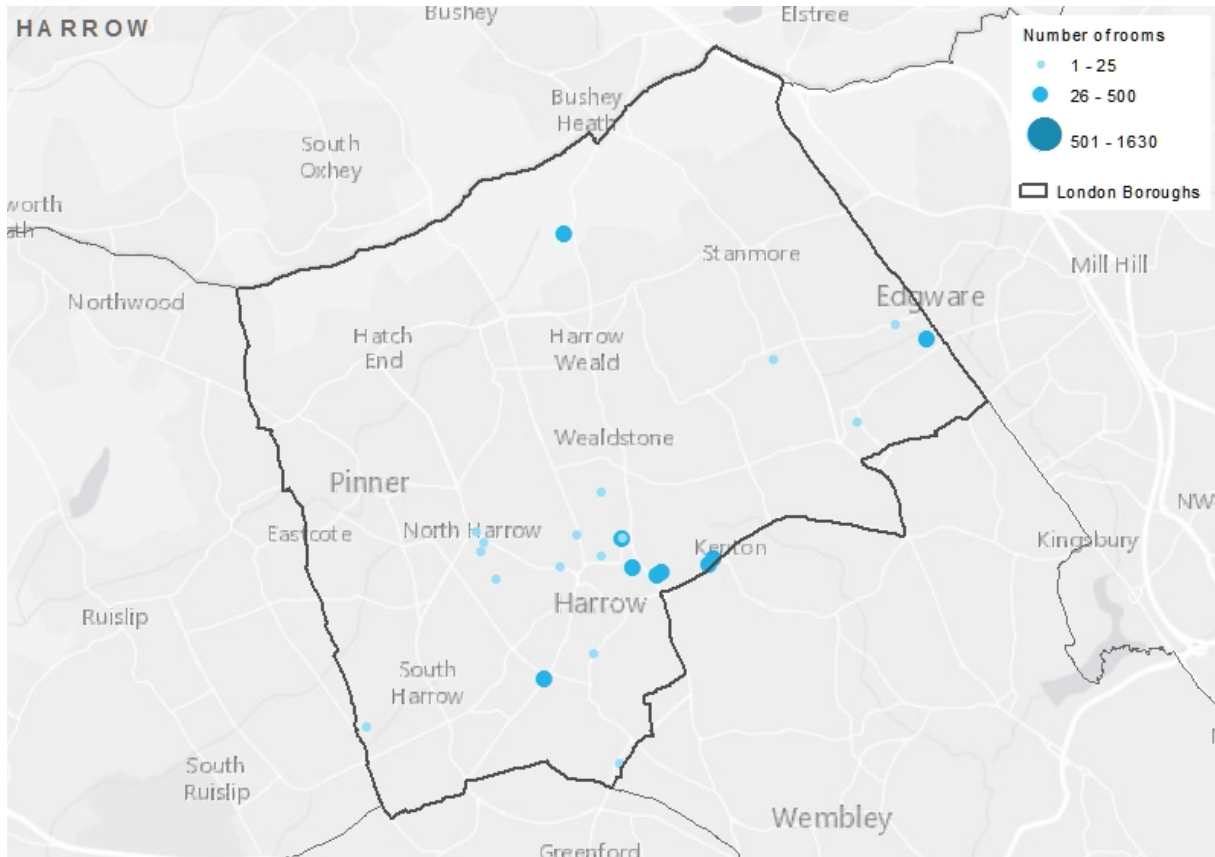 HARROW
Bushey
Elstree
Number of rooms
1 - 25
26 - 500
501 - 1630
London Boroughs
Bushey
Heath
South
Oxhey
worth
ath
Stanmore
Mill Hill
Northwood
Edgware
Hatch
End
Harrow
Weald
Wealdstone
Pinner
NW
Eastcote
North Harrow
Kenton
Kingsbury
Harrow
Ruislip
South
Harrow
South
Ruislip
Wembley
Greenford